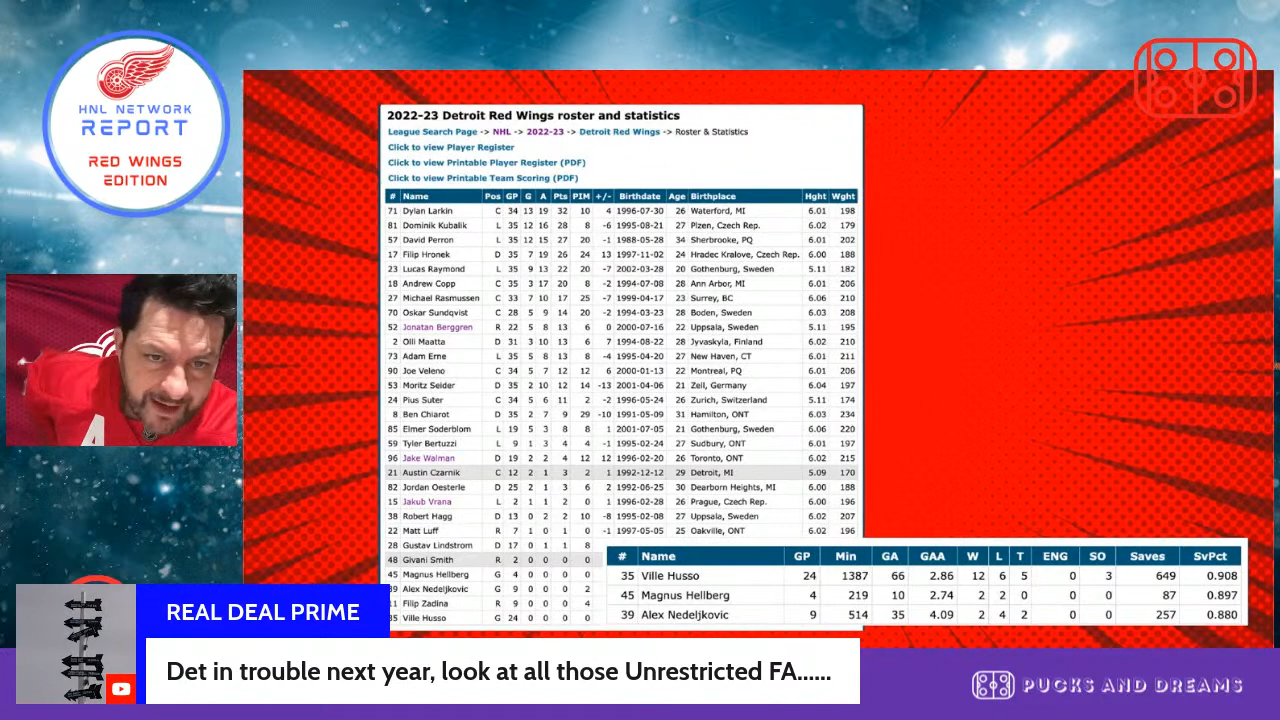 HNL NETWORK
REPORT
RED WINGS
EDITION
2022-23 Detroit Red Wings roster and statistics
League Search Page -> NHL -> 2022-23 -> Detroit Red Wings -> Roster & Statistics
Click to view Player Register
Click to view Printable Player Register (PDF)
Click to view Printable Team Scoring (PDF)
# Name Pos GP G A Pts PIM +/- Birthdate Age Birthplace Hght Wght
71 Dylan Larkin C 34 13 19 32 10 4 1996-07-30 26 Waterford, MI 6.01 198
81 Dominik Kubalik L 35 12 16 28 8 -6 1995-08-21 27 Plzen, Czech Rep. 6.02 179
57 David Perron L 35 12 15 27 20 -1 1988-05-28 34 Sherbrooke, PQ 6.01 202
17 Filip Hronek D 35 7 19 26 24 13 1997-11-02 24 Hradec Kralove, Czech Rep. 6.00 188
23 Lucas Raymond L 35 9 13 22 20 -7 2002-03-28 20 Gothenburg, Sweden 5.11 182
18 Andrew Copp C 35 3 17 20 8 -2 1994-07-08 28 Ann Arbor, MI 6.01 206
27 Michael Rasmussen C 33 7 10 17 25 -7 1999-04-17 23 Surrey, BC 6.06 210
70 Oskar Sundqvist C 28 5 9 14 20 -2 1994-03-23 28 Boden, Sweden 6.03 208
52 Jonatan Berggren R 22 5 8 13 6 0 2000-07-16 22 Uppsala, Sweden 5.11 195
2 Olli Maatta D 31 3 10 13 6 7 1994-08-22 28 Jyvaskyla, Finland 6.02 210
73 Adam Erne L 35 5 8 13 8 -4 1995-04-20 27 New Haven, CT 6.01 211
90 Joe Veleno C 34 5 7 12 12 6 2000-01-13 22 Montreal, PQ 6.01 206
53 Moritz Seider D 35 2 10 12 14 -13 2001-04-06 21 Zell, Germany 6.04 197
24 Pius Suter C 34 5 6 11 2 -2 1996-05-24 26 Zurich, Switzerland 5.11 174
8 Ben Chiarot D 35 2 7 9 29 -10 1991-05-09 31 Hamilton, ONT 6.03 234
85 Elmer Soderblom L 19 5 3 8 8 1 2001-07-05 21 Gothenburg, Sweden 6.06 220
59 Tyler Bertuzzi L 9 1 3 4 4 -1 1995-02-24 27 Sudbury, ONT 6.01 197
96 Jake Walman D 19 2 2 4 12 12 1996-02-20 26 Toronto, ONT 6.02 215
21 Austin Czarnik C 12 2 1 3 2 1 1992-12-12 29 Detroit, MI 5.09 170
82 Jordan Oesterle D 25 2 1 3 6 2 1992-06-25 30 Dearborn Heights, MI 6.00 188
15 Jakub Vrana L 2 1 1 2 0 1 1996-02-28 26 Prague, Czech Rep. 6.00 196
38 Robert Hagg D 13 0 2 2 10 -8 1995-02-08 27 Uppsala, Sweden 6.02 207
22 Matt Luff R 7 1 0 1 0 -1 1997-05-05 25 Oakville, ONT 6.02 196
28 Gustav Lindstrom D 17 0 1 1 8
48 Givani Smith R 2 0 0 0 0
45 Magnus Hellberg G 4 0 0 0 0
39 Alex Nedeljkovic G 9 0 0 0 2
11 Filip Zadina R 9 0 0 0 4
35 Ville Husso G 24 0 0 0 0
# Name GP Min GA GAA W L T ENG SO Saves SvPct
35 Ville Husso 24 1387 66 2.86 12 6 5 0 3 649 0.908
45 Magnus Hellberg 4 219 10 2.74 2 2 0 0 0 87 0.897
39 Alex Nedeljkovic 9 514 35 4.09 2 4 2 0 0 257 0.880
REAL DEAL PRIME
Det in trouble next year, look at all those Unrestricted FA......
PUCKS AND DREAMS